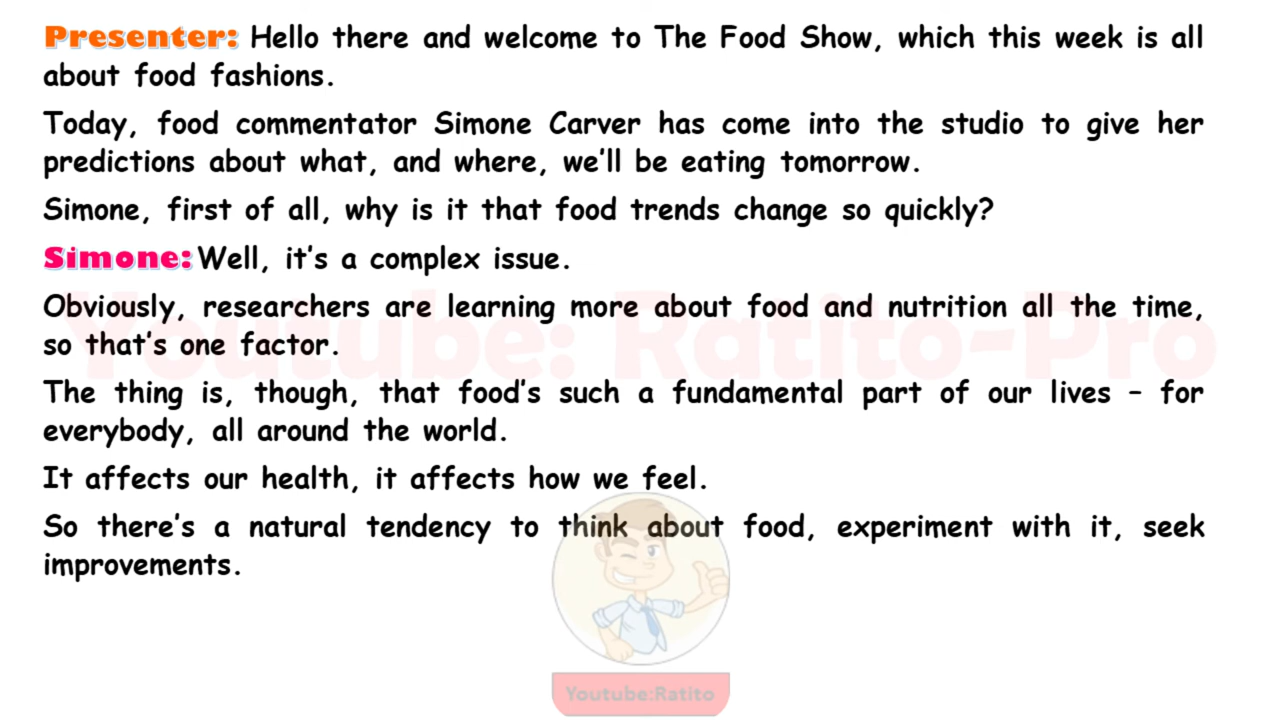 Presenter: Hello there and welcome to The Food Show, which this week is all
about food fashions.
Today, food commentator Simone Carver has come into the studio to give her
predictions about what, and where, we'll be eating tomorrow.
Simone, first of all, why is it that food trends change so quickly?
Simone: Well, it's a complex issue.
Obviously, researchers are learning more about food and nutrition all the time,
so that's one factor.
Youtube: Ratito-Pro
The thing is, though, that food's such a fundamental part of our lives – for
everybody, all around the world.
It affects our health, it affects how we feel.
So there's a natural tendency to think about food, experiment with it, seek
improvements.
Youtube:Ratito